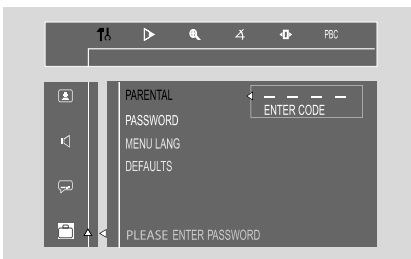 PBC
PARENTAL
_ _ _ _
ENTER CODE
PASSWORD
MENU LANG
DEFAULTS
PLEASE ENTER PASSWORD